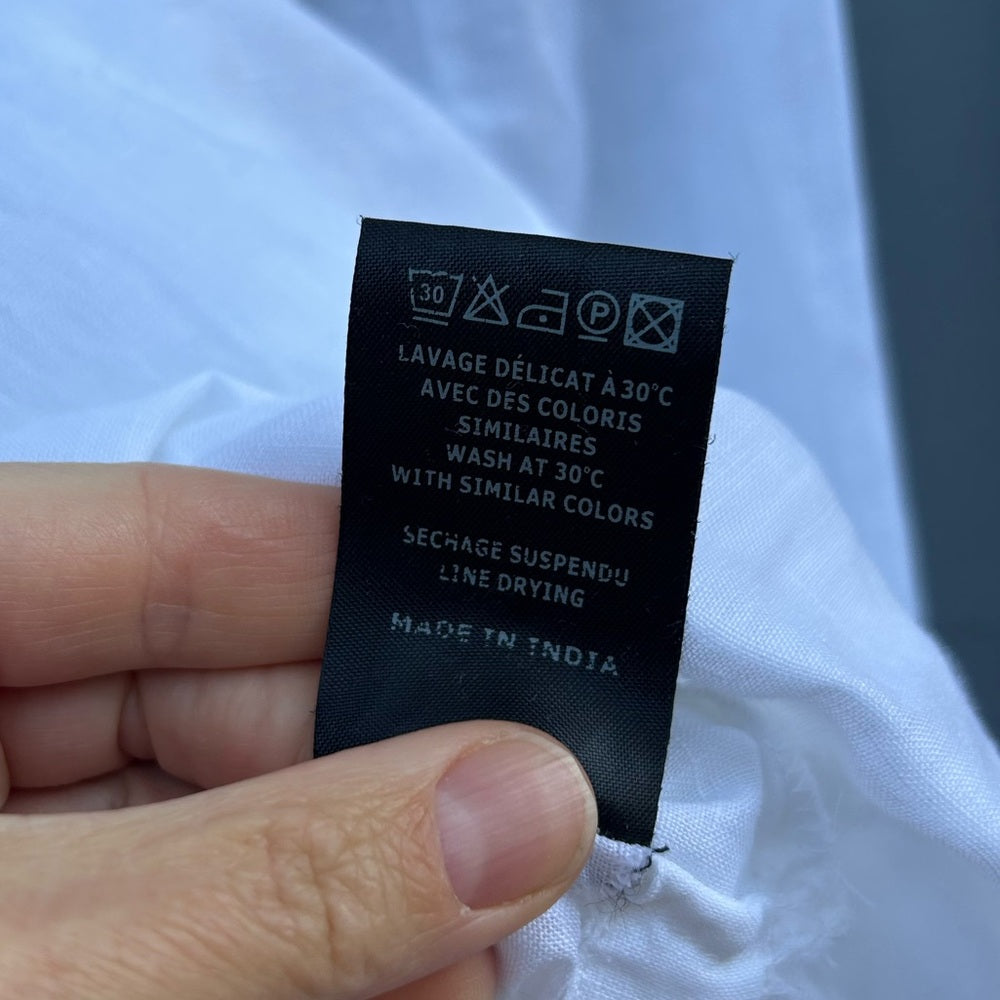 30 P
LAVAGE DÉLICAT À 30°C
AVEC DES COLORIS
SIMILAIRES
WASH AT 30°C
WITH SIMILAR COLORS
SECHAGE SUSPENDU
LINE DRYING
MADE IN INDIA